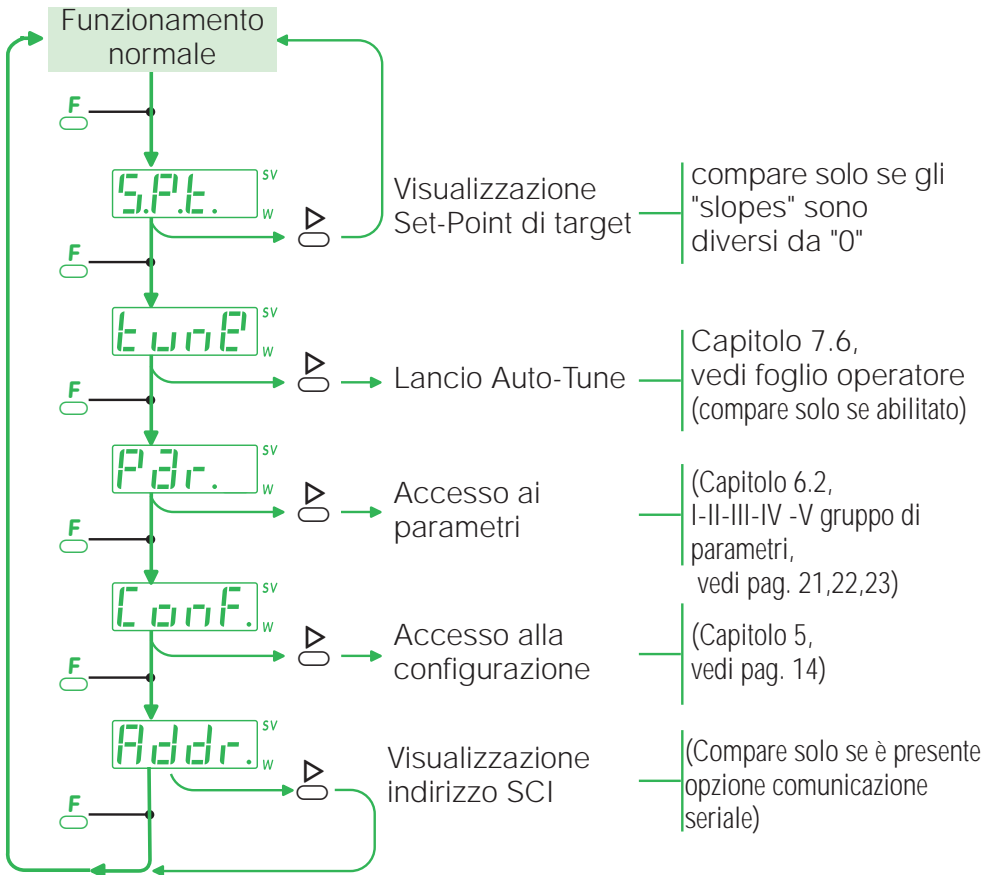 Funzionamento
normale
F
S.P.t.
SV
W
Visualizzazione
Set-Point di target
compare solo se gli
"slopes" sono
diversi da "0"
F
tunE
SV
W
Lancio Auto-Tune
Capitolo 7.6,
vedi foglio operatore
(compare solo se abilitato)
F
Par.
SV
W
Accesso ai
parametri
(Capitolo 6.2,
I-II-III-IV -V gruppo di
parametri,
vedi pag. 21,22,23)
F
ConF.
SV
W
Accesso alla
configurazione
(Capitolo 5,
vedi pag. 14)
F
Addr.
SV
W
Visualizzazione
indirizzo SCI
(Compare solo se è presente
opzione comunicazione
seriale)
F